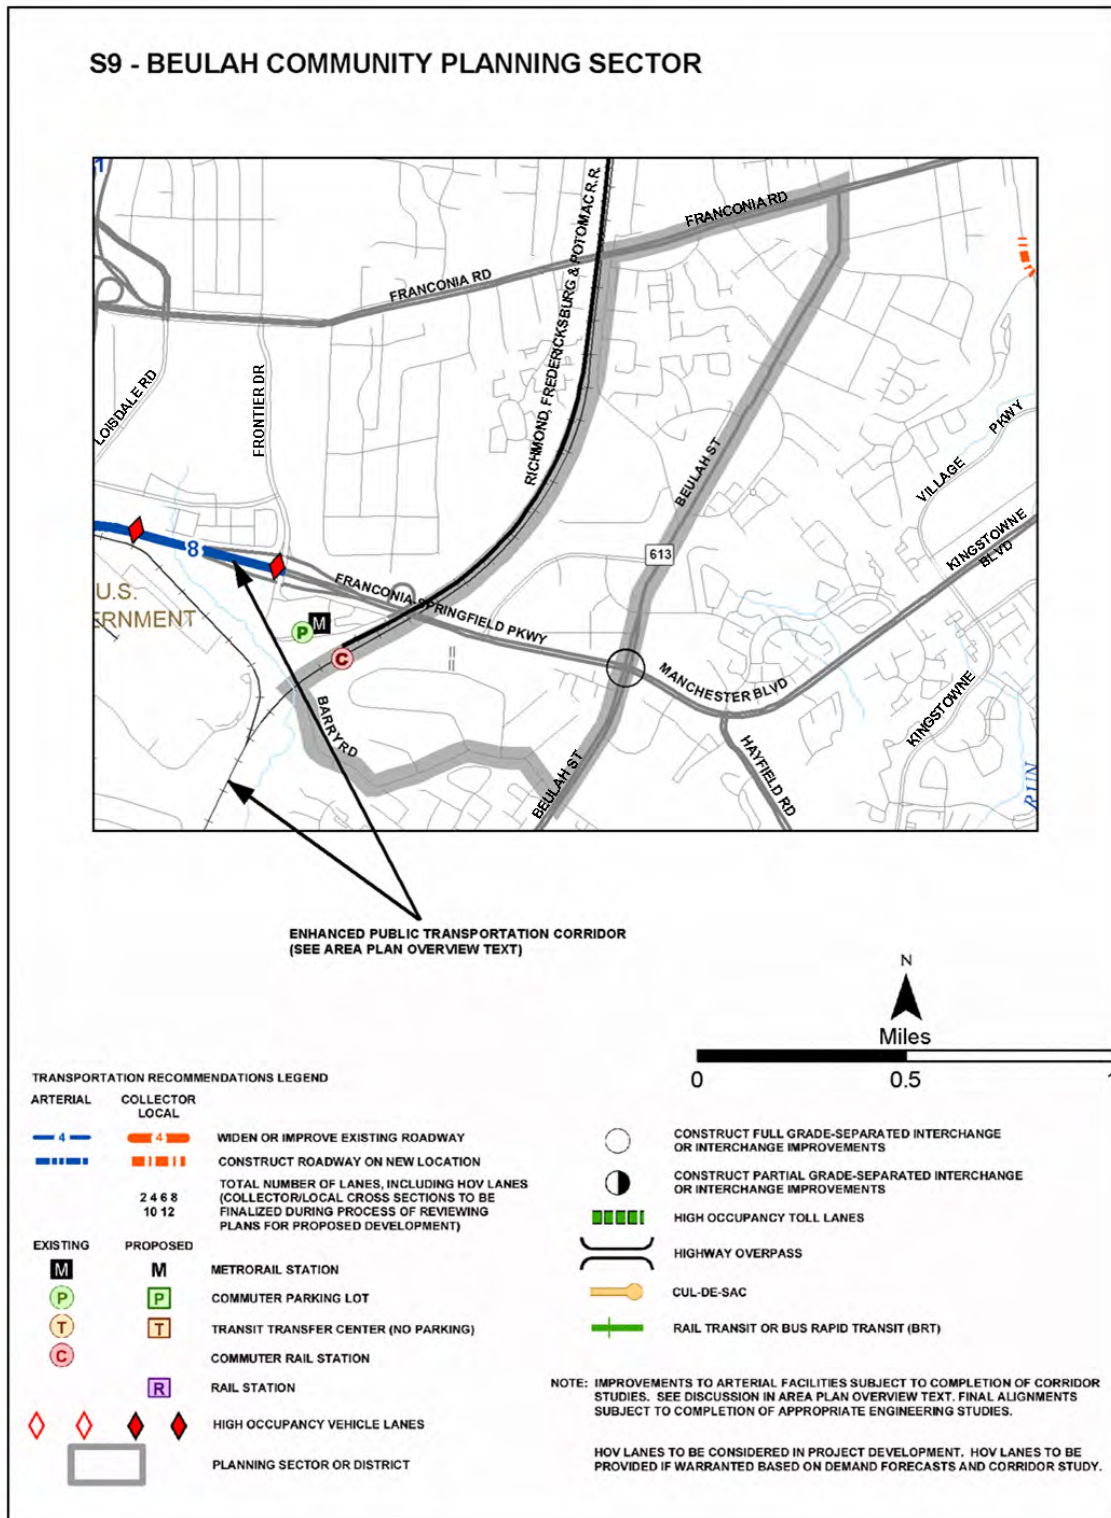 S9 - BEULAH COMMUNITY PLANNING SECTOR
1
RICHMOND, FREDERICKSBURG & POTOMAC R.R.
FRANCONIA RD
FRANCONIA RD
LOISDALE RD
FRONTIER DR
BEULAH ST
VILLAGE
PKWY
613
KINGSTOWNE
BLVD
8
U.S.
ERNMENT
FRANCONIA-SPRINGFIELD PKWY
M
P
C
MANCHESTER BLVD
KINGSTOWNE
BARRY RD
HAYFIELD RD
BEULAH ST
RUN
ENHANCED PUBLIC TRANSPORTATION CORRIDOR
(SEE AREA PLAN OVERVIEW TEXT)
N
Miles
0 0.5 1
TRANSPORTATION RECOMMENDATIONS LEGEND
ARTERIAL COLLECTOR
LOCAL
4 4 WIDEN OR IMPROVE EXISTING ROADWAY
CONSTRUCT ROADWAY ON NEW LOCATION
2 4 6 8
10 12
TOTAL NUMBER OF LANES, INCLUDING HOV LANES
(COLLECTOR/LOCAL CROSS SECTIONS TO BE
FINALIZED DURING PROCESS OF REVIEWING
PLANS FOR PROPOSED DEVELOPMENT)
EXISTING PROPOSED
M M METRORAIL STATION
P P COMMUTER PARKING LOT
T T TRANSIT TRANSFER CENTER (NO PARKING)
C COMMUTER RAIL STATION
R RAIL STATION
HIGH OCCUPANCY VEHICLE LANES
PLANNING SECTOR OR DISTRICT
CONSTRUCT FULL GRADE-SEPARATED INTERCHANGE
OR INTERCHANGE IMPROVEMENTS
CONSTRUCT PARTIAL GRADE-SEPARATED INTERCHANGE
OR INTERCHANGE IMPROVEMENTS
HIGH OCCUPANCY TOLL LANES
HIGHWAY OVERPASS
CUL-DE-SAC
RAIL TRANSIT OR BUS RAPID TRANSIT (BRT)
NOTE: IMPROVEMENTS TO ARTERIAL FACILITIES SUBJECT TO COMPLETION OF CORRIDOR
STUDIES. SEE DISCUSSION IN AREA PLAN OVERVIEW TEXT. FINAL ALIGNMENTS
SUBJECT TO COMPLETION OF APPROPRIATE ENGINEERING STUDIES.
HOV LANES TO BE CONSIDERED IN PROJECT DEVELOPMENT. HOV LANES TO BE
PROVIDED IF WARRANTED BASED ON DEMAND FORECASTS AND CORRIDOR STUDY.